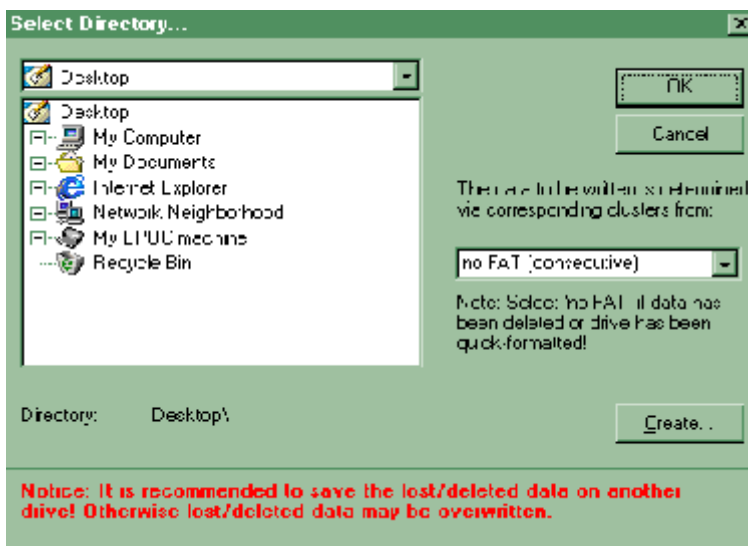 Select Directory...
Desktop
Desktop
My Computer
My Documents
Internet Explorer
Network Neighborhood
My machine
Recycle Bin
OK
Cancel
The data to be written is determined
via corresponding clusters from:
no FAT (consecutive)
Note: Select 'no FAT' if data has
been deleted or drive has been
quick-formatted!
Directory: Desktop\
Create...
Notice: It is recommended to save the lost/deleted data on another
drive! Otherwise lost/deleted data may be overwritten.